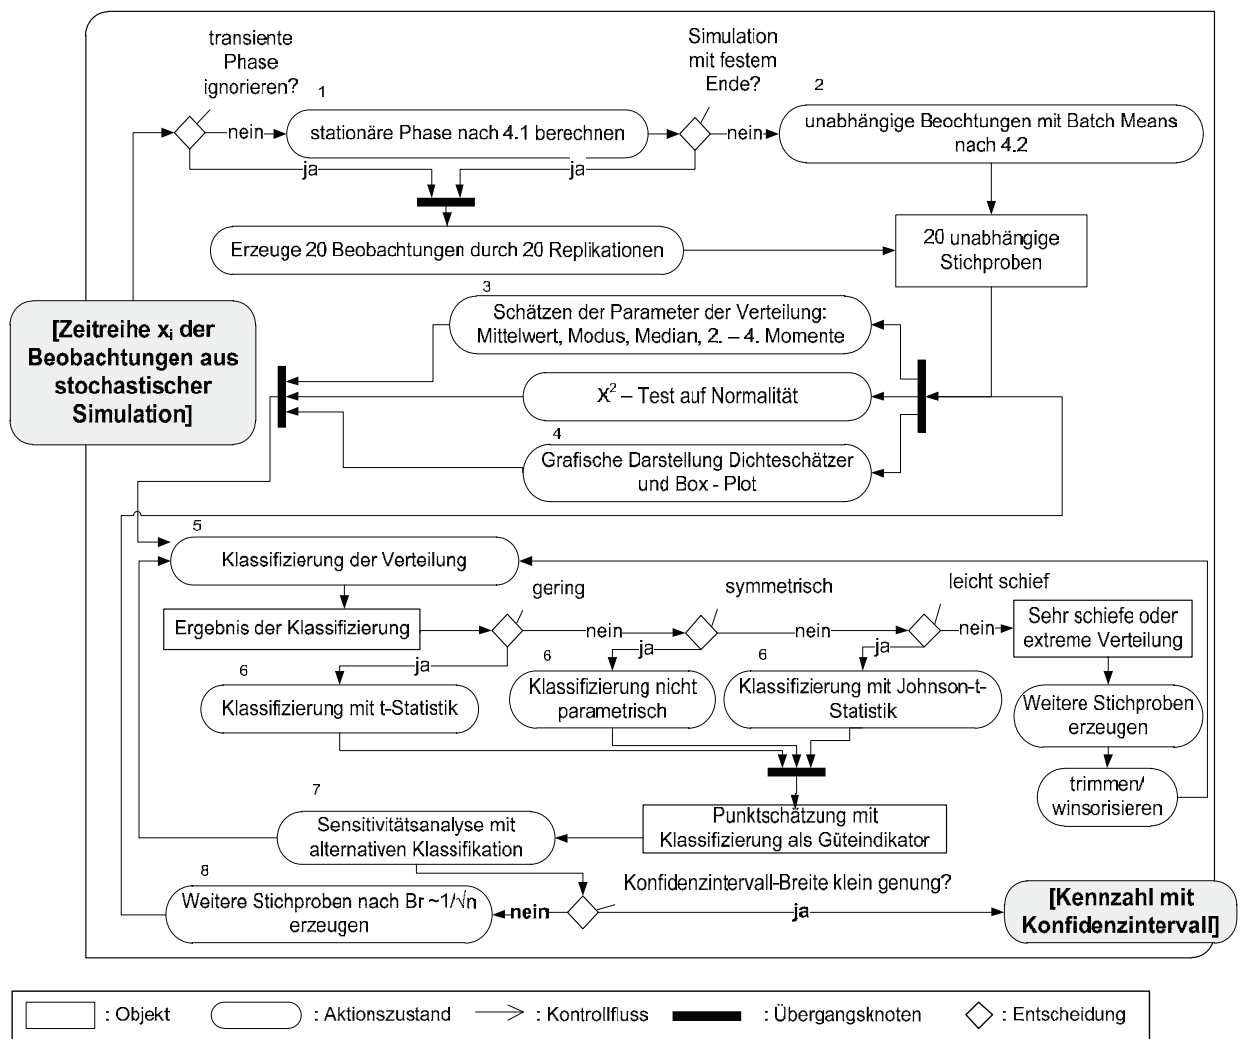 transiente
Phase
ignorieren?
Simulation
mit festem
Ende?
1
2
nein
stationäre Phase nach 4.1 berechnen
nein
unabhängige Beochtungen mit Batch Means
nach 4.2
ja
ja
Erzeuge 20 Beobachtungen durch 20 Replikationen
20 unabhängige
Stichproben
3
Schätzen der Parameter der Verteilung:
Mittelwert, Modus, Median, 2. – 4. Momente
[Zeitreihe xᵢ der
Beobachtungen aus
stochastischer
Simulation]
X² – Test auf Normalität
4
Grafische Darstellung Dichteschätzer
und Box - Plot
5
Klassifizierung der Verteilung
gering
symmetrisch
leicht schief
Ergebnis der Klassifizierung
nein
nein
nein
Sehr schiefe oder
extreme Verteilung
ja
ja
ja
6
Klassifizierung mit t-Statistik
6
Klassifizierung nicht
parametrisch
6
Klassifizierung mit Johnson-t-
Statistik
Weitere Stichproben
erzeugen
trimmen/
winsorisieren
7
Sensitivitätsanalyse mit
alternativen Klassifikation
Punktschätzung mit
Klassifizierung als Güteindikator
8
Weitere Stichproben nach Br ~1/√n
erzeugen
nein
Konfidenzintervall-Breite klein genung?
ja
[Kennzahl mit
Konfidenzintervall]
: Objekt
: Aktionszustand
: Kontrollfluss
: Übergangsknoten
: Entscheidung